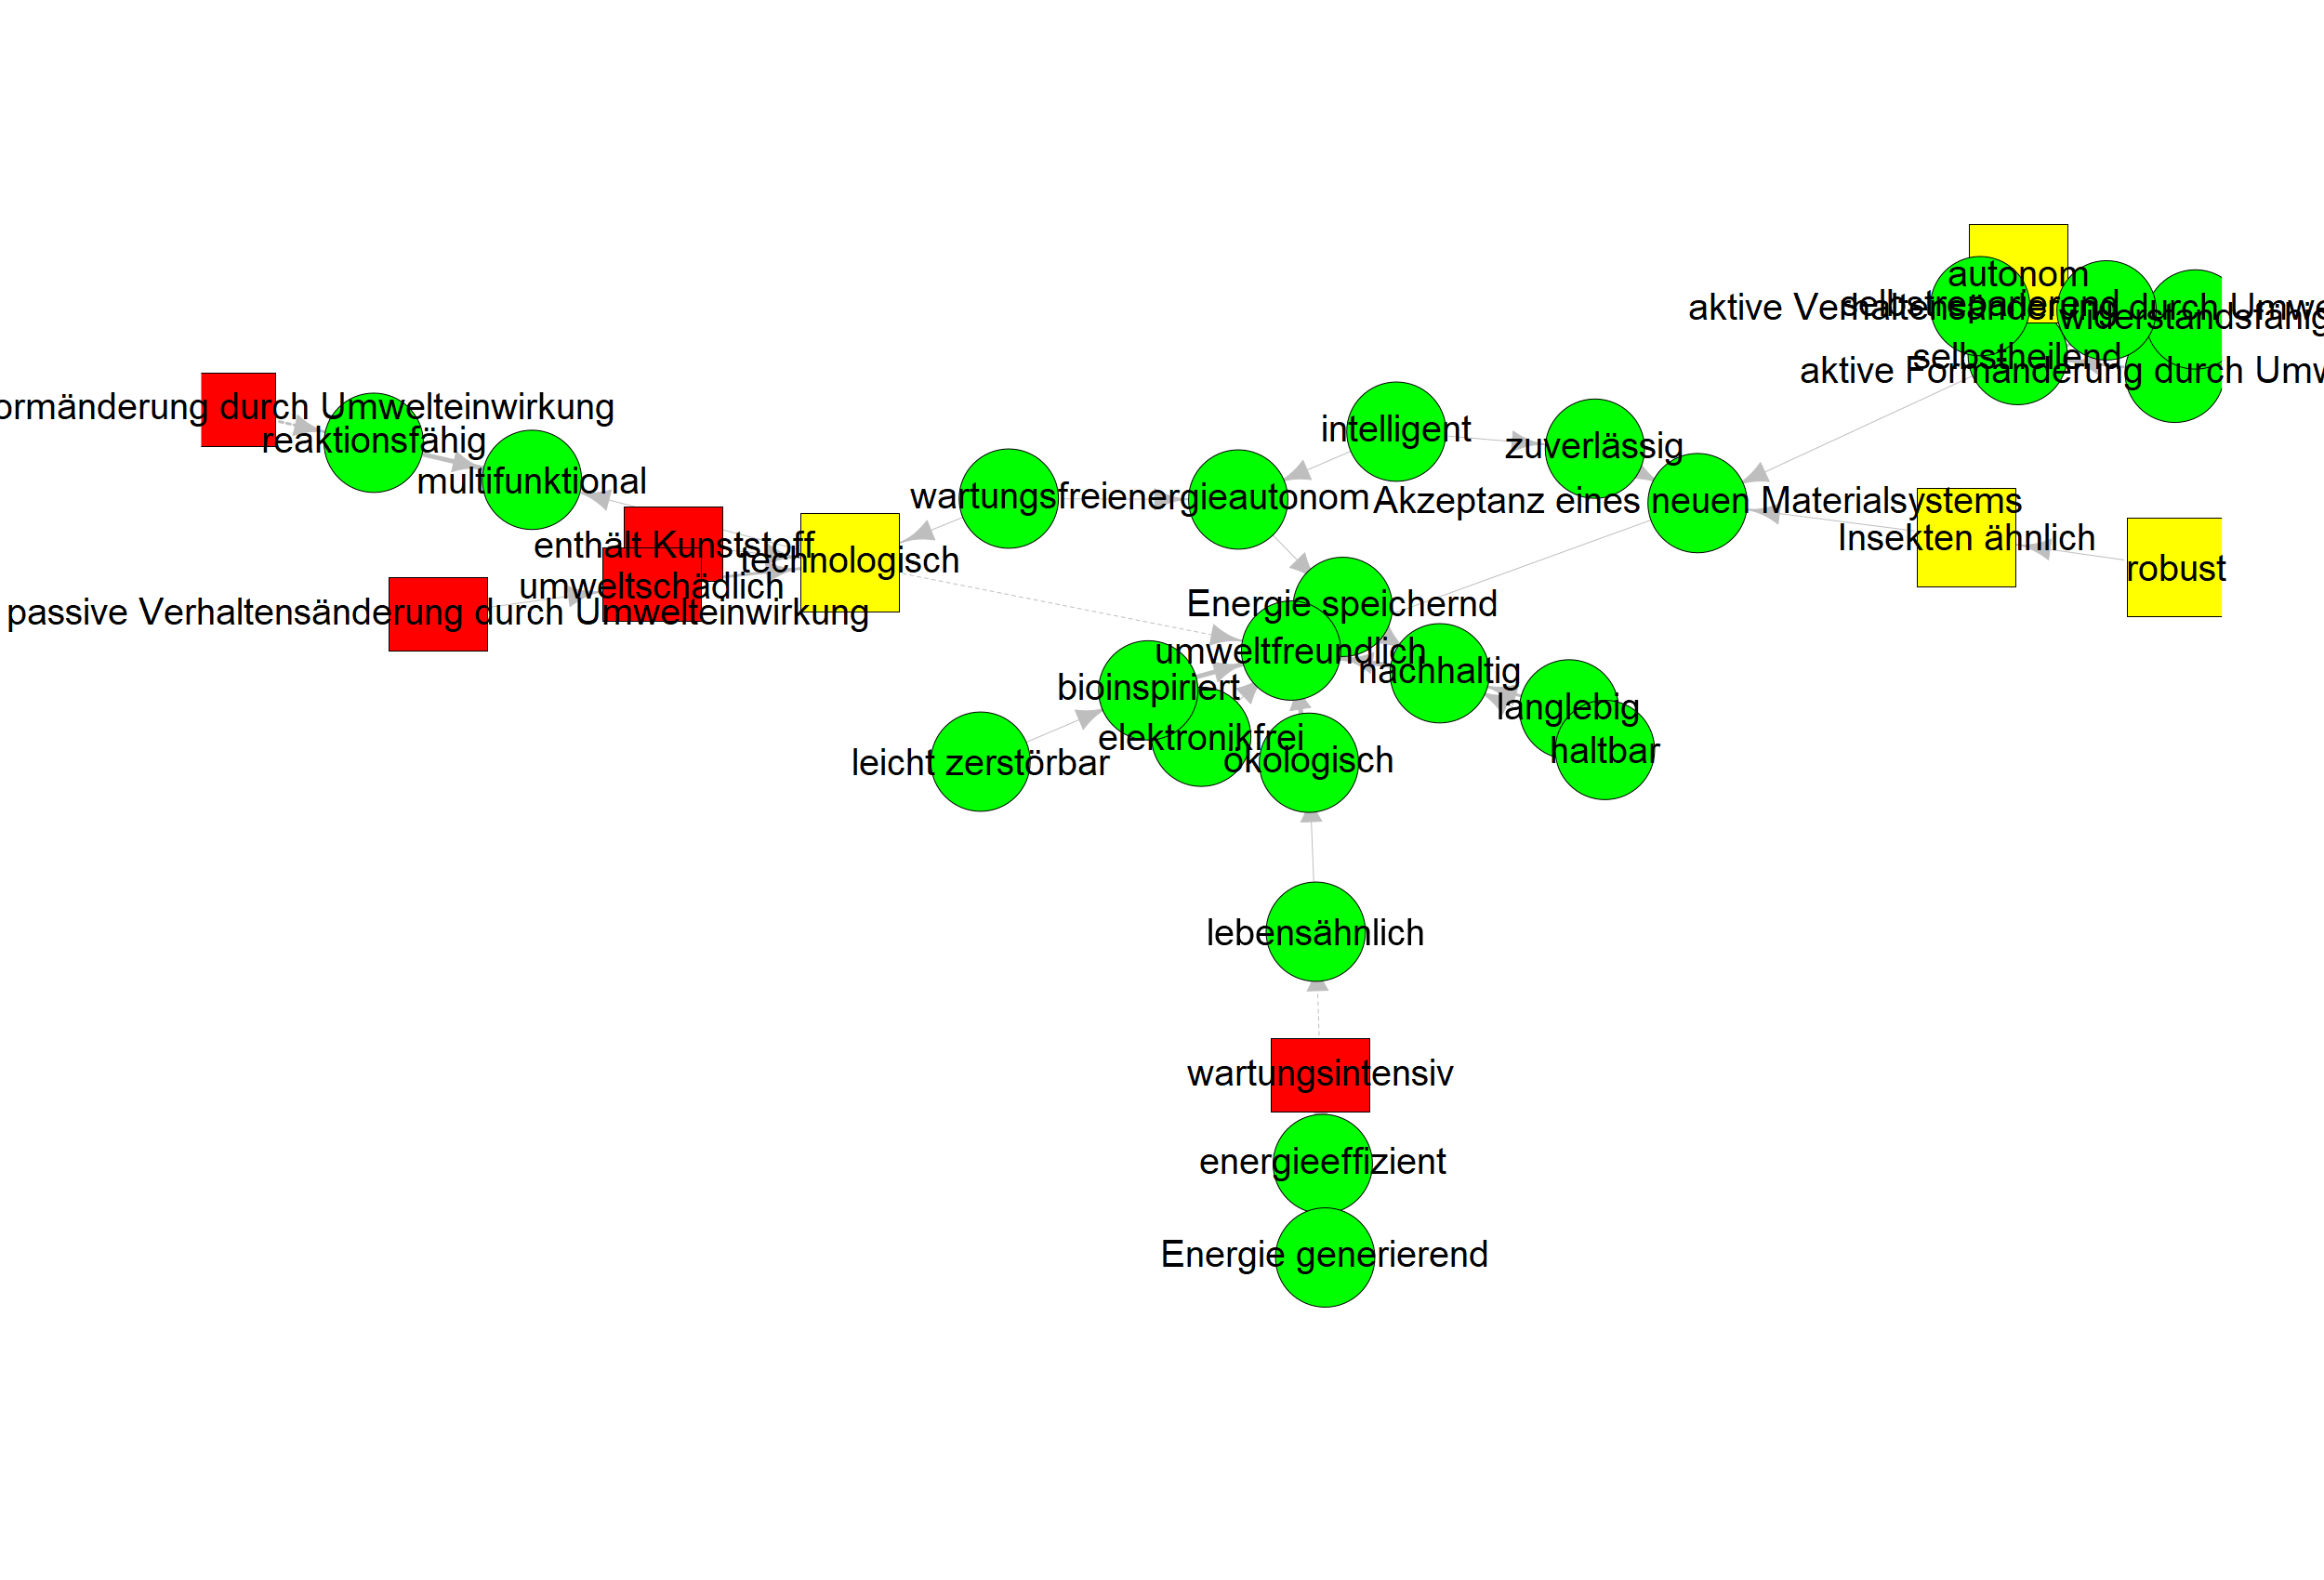 autonom
selbstreparierend
aktive Verhaltensänderung durch Umwe
widerstandsfähig
selbstheilend
aktive Formänderung durch Umw
ormänderung durch Umwelteinwirkung
reaktionsfähig
multifunktional
intelligent
zuverlässig
wartungsfrei
energieautonom
Akzeptanz eines neuen Materialsystems
Insekten ähnlich
robust
enthält Kunststoff
technologisch
umweltschädlich
passive Verhaltensänderung durch Umwelteinwirkung
Energie speichernd
umweltfreundlich
nachhaltig
bioinspiriert
langlebig
elektronikfrei
haltbar
leicht zerstörbar
ökologisch
lebensähnlich
wartungsintensiv
energieeffizient
Energie generierend